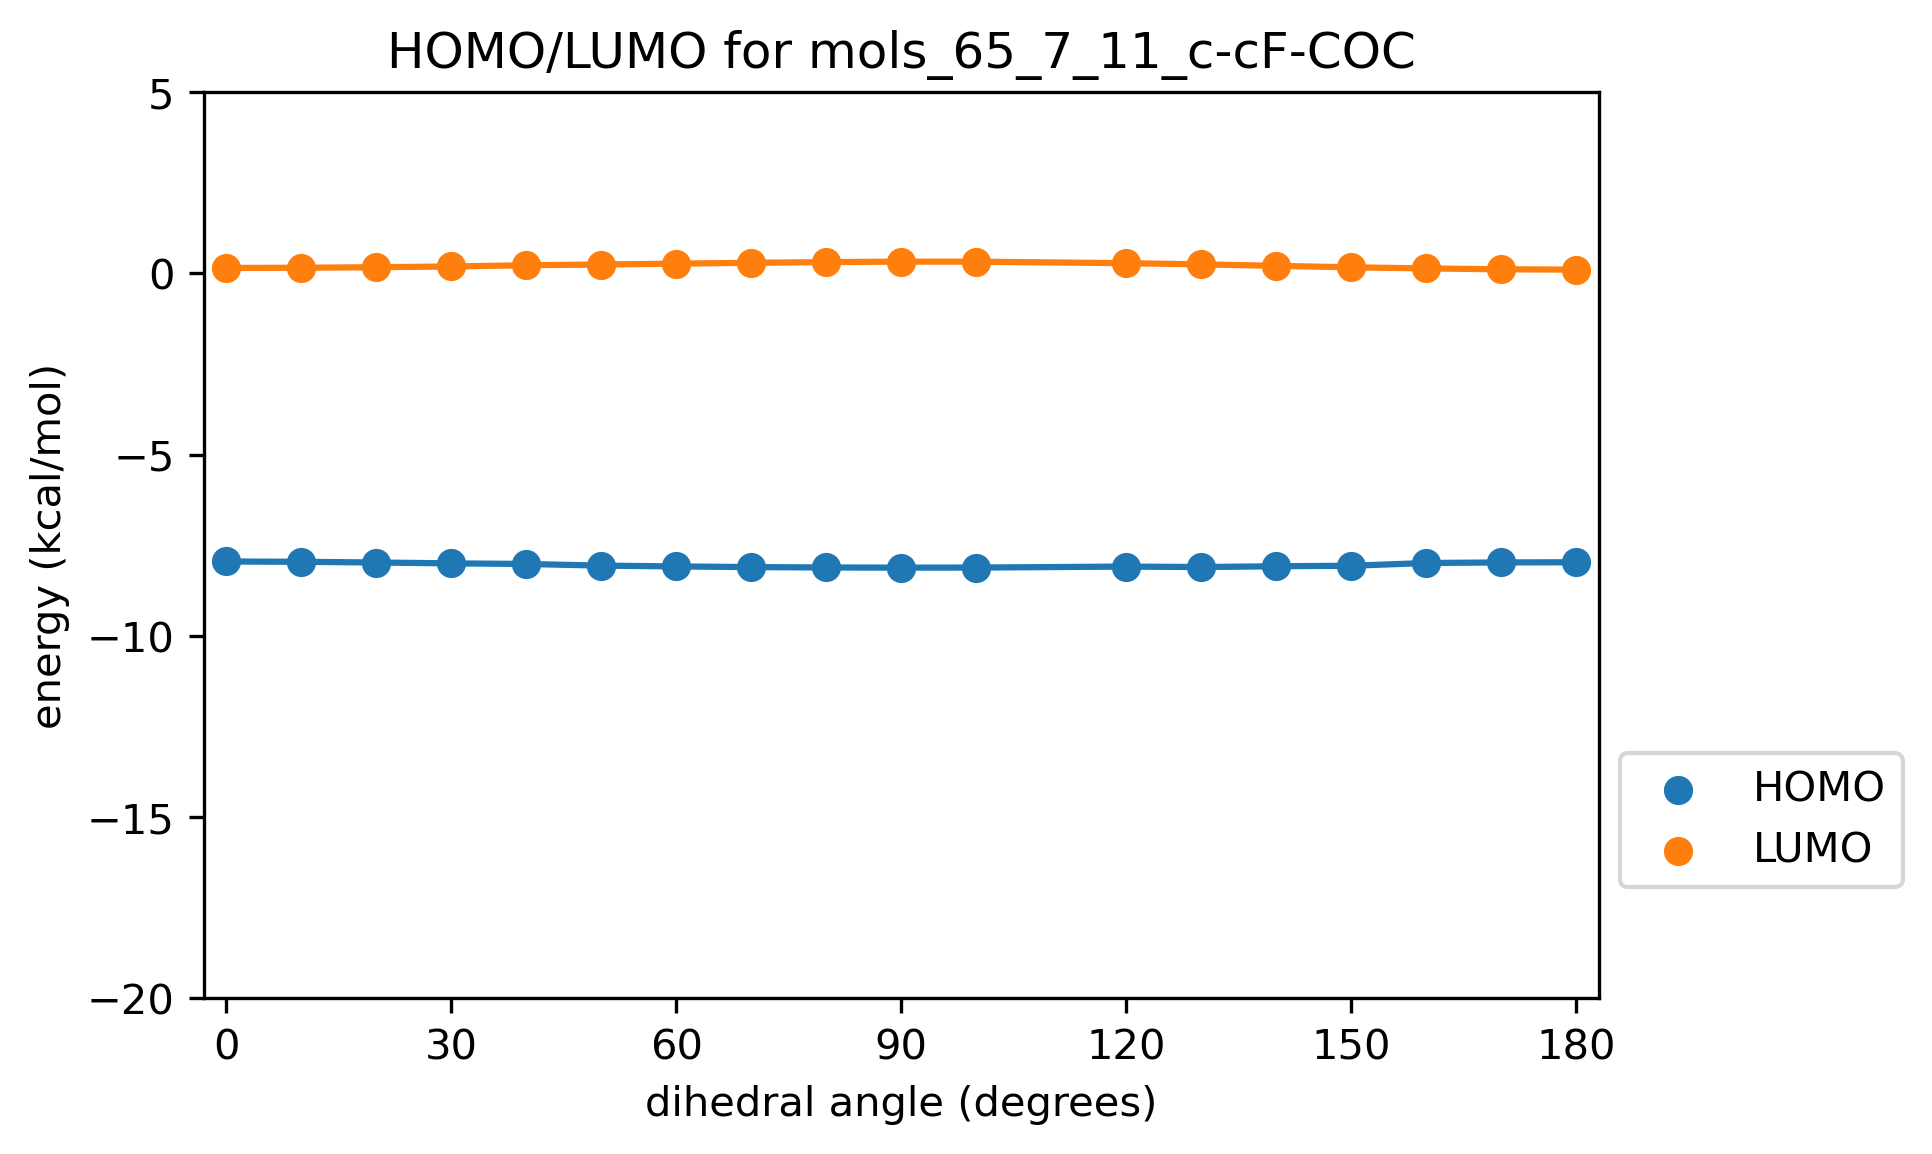 HOMO/LUMO for mols_65_7_11_c-cF-COC
5
0
−5
−10
−15
−20
energy (kcal/mol)
0 30 60 90 120 150 180
dihedral angle (degrees)
HOMO
LUMO